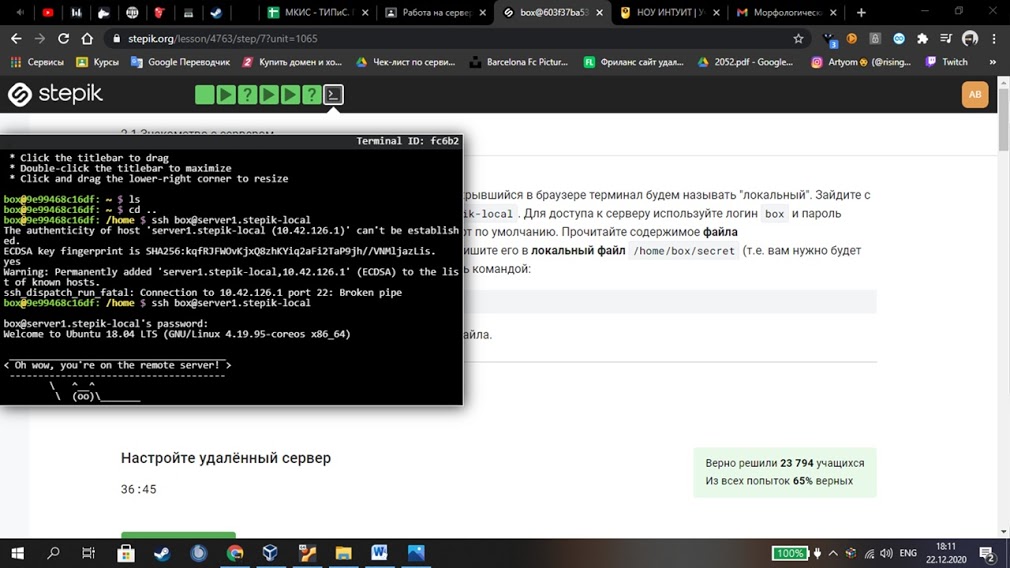 МКИС - ТИПиС. Г
Работа на сервер
box@603f37ba53
НОУ ИНТУИТ | У
Морфологическ
stepik.org/lesson/4763/step/7?unit=1065
Сервисы
Курсы
Google Переводчик
Купить домен и хо...
Чек-лист по серви...
Barcelona Fc Pictur...
Фриланс сайт удал...
2052.pdf - Google...
Artyom (@rising...
Twitch
»
stepik
AB
2.1 Знакомство с сервером
Terminal ID: fc6b2
* Click the titlebar to drag
* Double-click the titlebar to maximize
* Click and drag the lower-right corner to resize
box@9e99468c16df: ~ $ ls
box@9e99468c16df: ~ $ cd ..
box@9e99468c16df: /home $ ssh box@server1.stepik-local
The authenticity of host 'server1.stepik-local (10.42.126.1)' can't be establish
ed.
ECDSA key fingerprint is SHA256:kqfRJFWOvKjxQ8zhKYiq2aFi2TaP9jh//VNMljazLis.
yes
Warning: Permanently added 'server1.stepik-local,10.42.126.1' (ECDSA) to the lis
t of known hosts.
ssh_dispatch_run_fatal: Connection to 10.42.126.1 port 22: Broken pipe
box@9e99468c16df: /home $ ssh box@server1.stepik-local
box@server1.stepik-local's password:
Welcome to Ubuntu 18.04 LTS (GNU/Linux 4.19.95-coreos x86_64)
< Oh wow, you're on the remote server! >
\ ^__^
\ (oo)\_______
крывшийся в браузере терминал будем называть "локальный". Зайдите с
ik-local . Для доступа к серверу используйте логин box и пароль
рт по умолчанию. Прочитайте содержимое файла
ишите его в локальный файл /home/box/secret (т.е. вам нужно будет
ь командой:
айла.
Настройте удалённый сервер
36:45
Верно решили 23 794 учащихся
Из всех попыток 65% верных
100%
ENG
18:11
22.12.2020
2